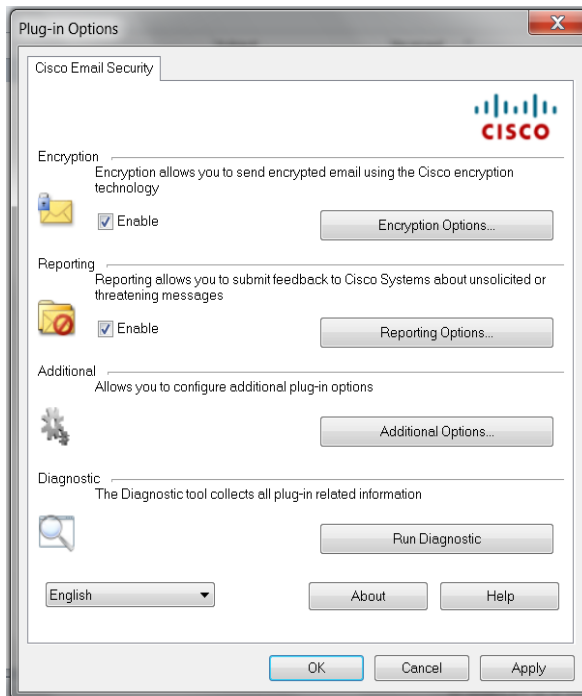 Plug-in Options
Cisco Email Security
CISCO
Encryption
Encryption allows you to send encrypted email using the Cisco encryption
technology
Enable
Encryption Options...
Reporting
Reporting allows you to submit feedback to Cisco Systems about unsolicited or
threatening messages
Enable
Reporting Options...
Additional
Allows you to configure additional plug-in options
Additional Options...
Diagnostic
The Diagnostic tool collects all plug-in related information
Run Diagnostic
English
About
Help
OK
Cancel
Apply